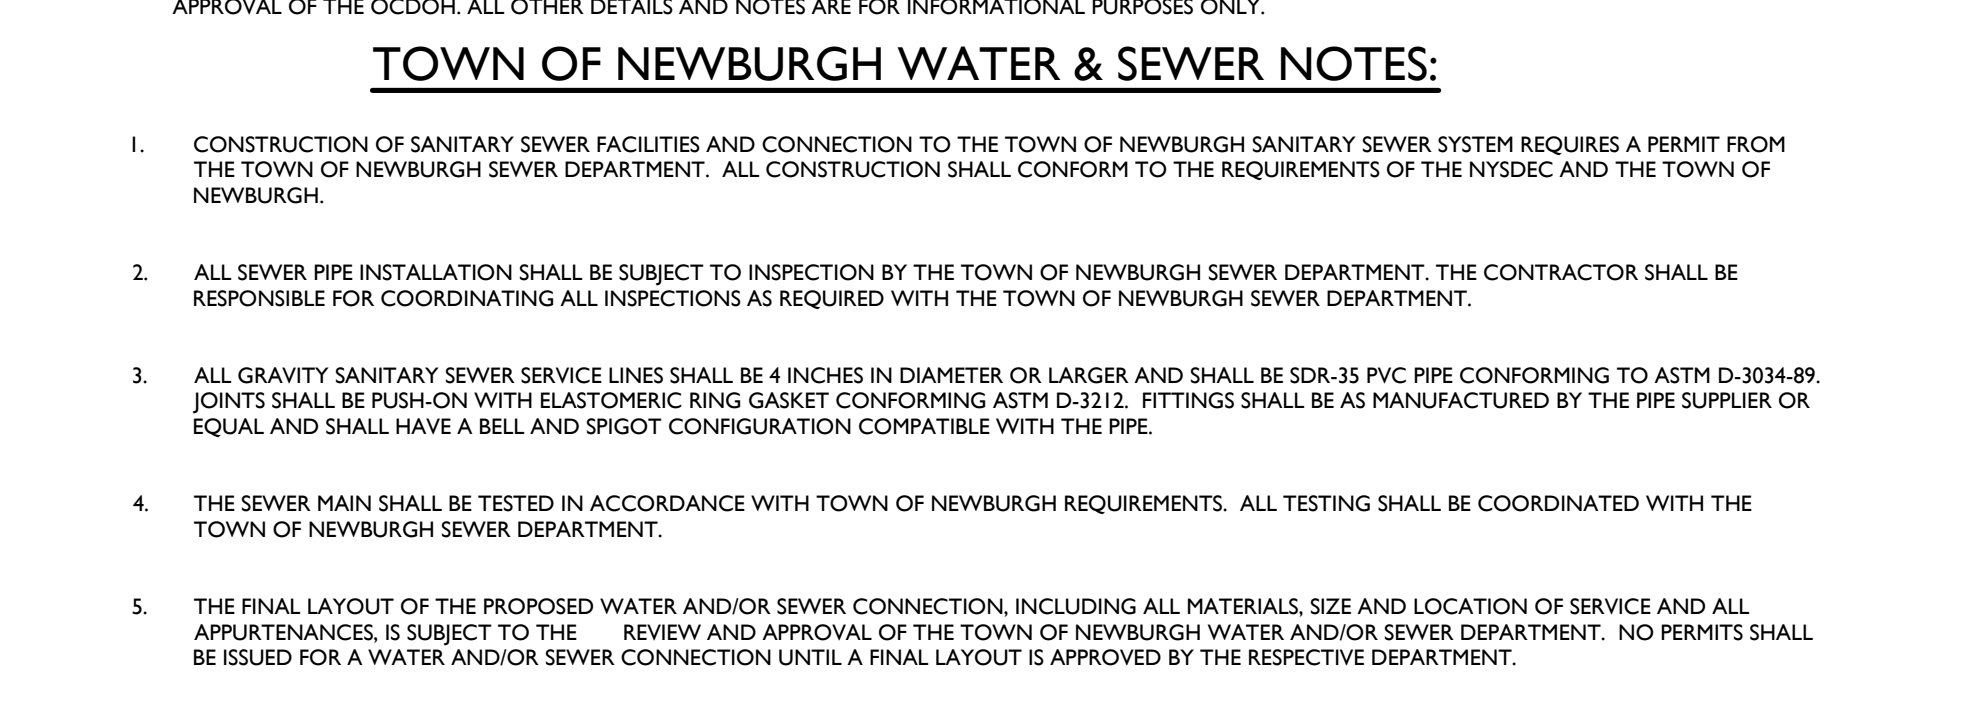 APPROVAL OF THE OCDOH. ALL OTHER DETAILS AND NOTES ARE FOR INFORMATIONAL PURPOSES ONLY.
TOWN OF NEWBURGH WATER & SEWER NOTES:
1. CONSTRUCTION OF SANITARY SEWER FACILITIES AND CONNECTION TO THE TOWN OF NEWBURGH SANITARY SEWER SYSTEM REQUIRES A PERMIT FROM
THE TOWN OF NEWBURGH SEWER DEPARTMENT. ALL CONSTRUCTION SHALL CONFORM TO THE REQUIREMENTS OF THE NYSDEC AND THE TOWN OF
NEWBURGH.
2. ALL SEWER PIPE INSTALLATION SHALL BE SUBJECT TO INSPECTION BY THE TOWN OF NEWBURGH SEWER DEPARTMENT. THE CONTRACTOR SHALL BE
RESPONSIBLE FOR COORDINATING ALL INSPECTIONS AS REQUIRED WITH THE TOWN OF NEWBURGH SEWER DEPARTMENT.
3. ALL GRAVITY SANITARY SEWER SERVICE LINES SHALL BE 4 INCHES IN DIAMETER OR LARGER AND SHALL BE SDR-35 PVC PIPE CONFORMING TO ASTM D-3034-89.
JOINTS SHALL BE PUSH-ON WITH ELASTOMERIC RING GASKET CONFORMING ASTM D-3212. FITTINGS SHALL BE AS MANUFACTURED BY THE PIPE SUPPLIER OR
EQUAL AND SHALL HAVE A BELL AND SPIGOT CONFIGURATION COMPATIBLE WITH THE PIPE.
4. THE SEWER MAIN SHALL BE TESTED IN ACCORDANCE WITH TOWN OF NEWBURGH REQUIREMENTS. ALL TESTING SHALL BE COORDINATED WITH THE
TOWN OF NEWBURGH SEWER DEPARTMENT.
5. THE FINAL LAYOUT OF THE PROPOSED WATER AND/OR SEWER CONNECTION, INCLUDING ALL MATERIALS, SIZE AND LOCATION OF SERVICE AND ALL
APPURTENANCES, IS SUBJECT TO THE REVIEW AND APPROVAL OF THE TOWN OF NEWBURGH WATER AND/OR SEWER DEPARTMENT. NO PERMITS SHALL
BE ISSUED FOR A WATER AND/OR SEWER CONNECTION UNTIL A FINAL LAYOUT IS APPROVED BY THE RESPECTIVE DEPARTMENT.